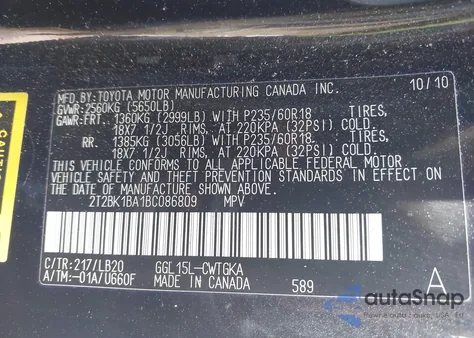 MFD.BY:TOYOTA MOTOR MANUFACTURING CANADA INC. 10/10
GVWR:2560KG (5650LB)
GAWR:FRT. 1360KG (2999LB) WITH P235/60R18 TIRES,
18X7 1/2J RIMS, AT 220KPA (32PSI) COLD.
RR. 1385KG (3056LB) WITH P235/60R18 TIRES,
18X7 1/2J RIMS, AT 220KPA (32PSI) COLD.
THIS VEHICLE CONFORMS TO ALL APPLICABLE FEDERAL MOTOR
VEHICLE SAFETY AND THEFT PREVENTION STANDARDS IN EFFECT ON
THE DATE OF MANUFACTURE SHOWN ABOVE.
2T2BK1BA1BC086809 MPV
C/TR:217/LB20 GGL15L-CWTGKA
A/TM:-01A/U660F MADE IN CANADA 589 A
autoSnap